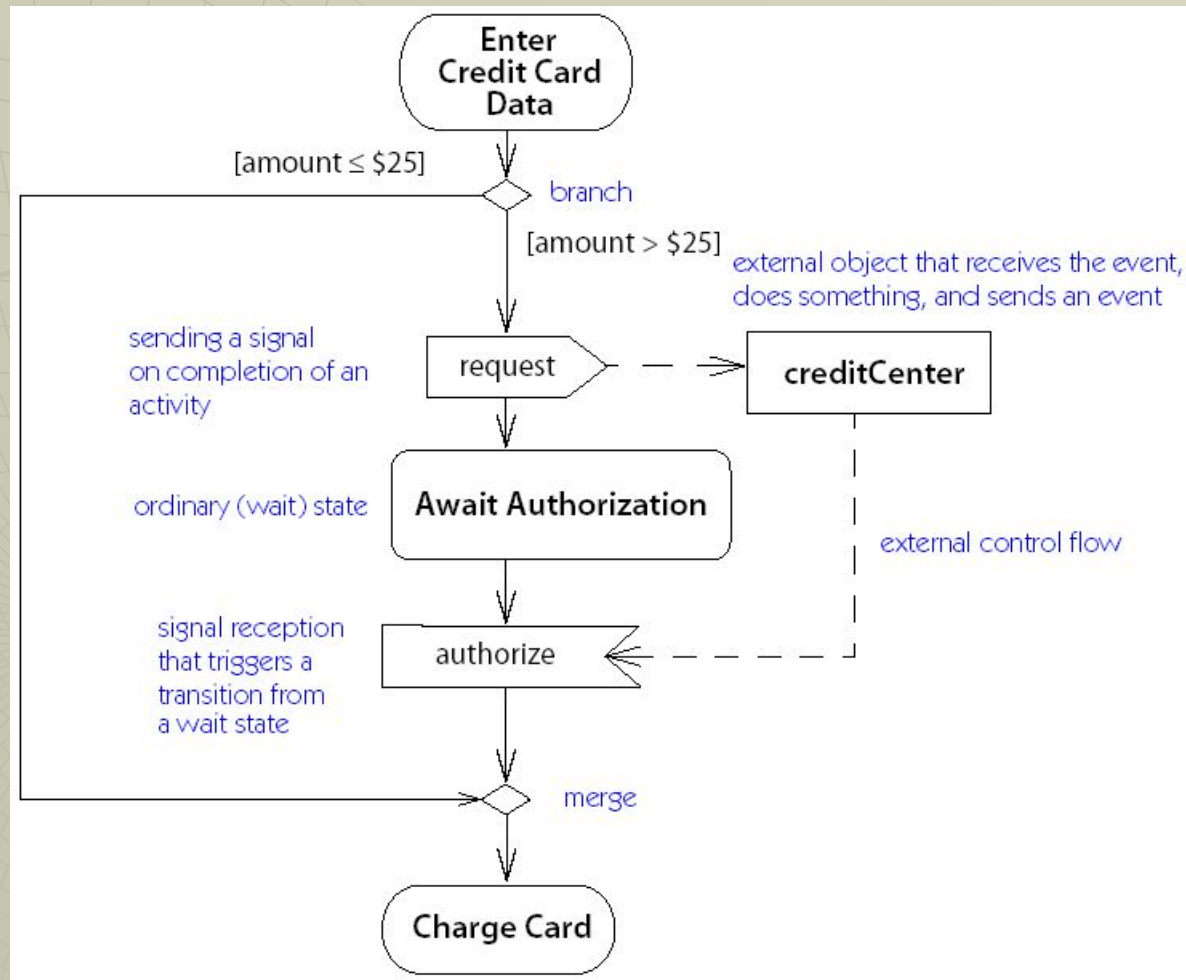 Enter
Credit Card
Data
[amount ≤ $25]
branch
[amount > $25]
external object that receives the event,
does something, and sends an event
sending a signal
on completion of an
activity
request
creditCenter
ordinary (wait) state
Await Authorization
external control flow
signal reception
that triggers a
transition from
a wait state
authorize
merge
Charge Card